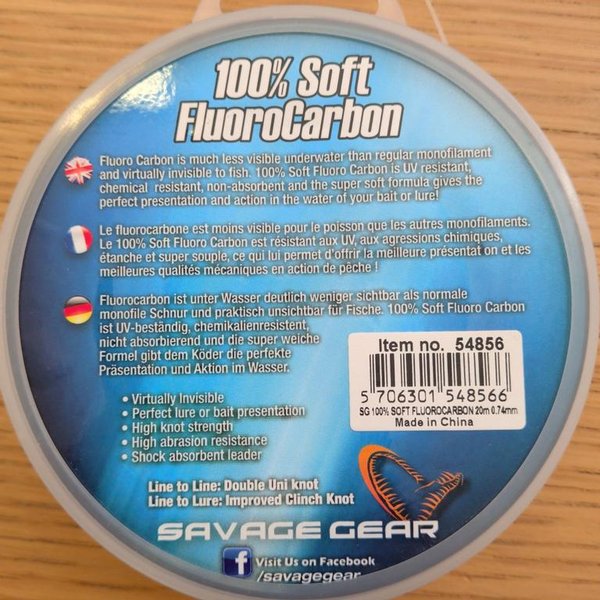 100% Soft
FluoroCarbon
Fluoro Carbon is much less visible underwater than regular monofilament
and virtually invisible to fish. 100% Soft Fluoro Carbon is UV resistant,
chemical resistant, non-absorbent and the super soft formula gives the
perfect presentation and action in the water of your bait or lure!
Le fluorocarbone est moins visible pour le poisson que les autres monofilaments.
Le 100% Soft Fluoro Carbon est résistant aux UV, aux agressions chimiques,
étanche et super souple, ce qui lui permet d'offrir la meilleure présentat on et les
meilleures qualités mécaniques en action de pêche !
Fluorocarbon ist unter Wasser deutlich weniger sichtbar als normale
monofile Schnur und praktisch unsichtbar für Fische. 100% Soft Fluoro Carbon
ist UV-beständig, chemikalienresistent,
nicht absorbierend und die super weiche
Formel gibt dem Köder die perfekte
Präsentation und Aktion im Wasser.
Item no. 54856
5 706301 548566
SG 100% SOFT FLUOROCARBON 20m 0.74mm
Made in China
• Virtually Invisible
• Perfect lure or bait presentation
• High knot strength
• High abrasion resistance
• Shock absorbent leader
Line to Line: Double Uni knot
Line to Lure: Improved Clinch Knot
SAVAGE GEAR
f Visit Us on Facebook
/savagegear